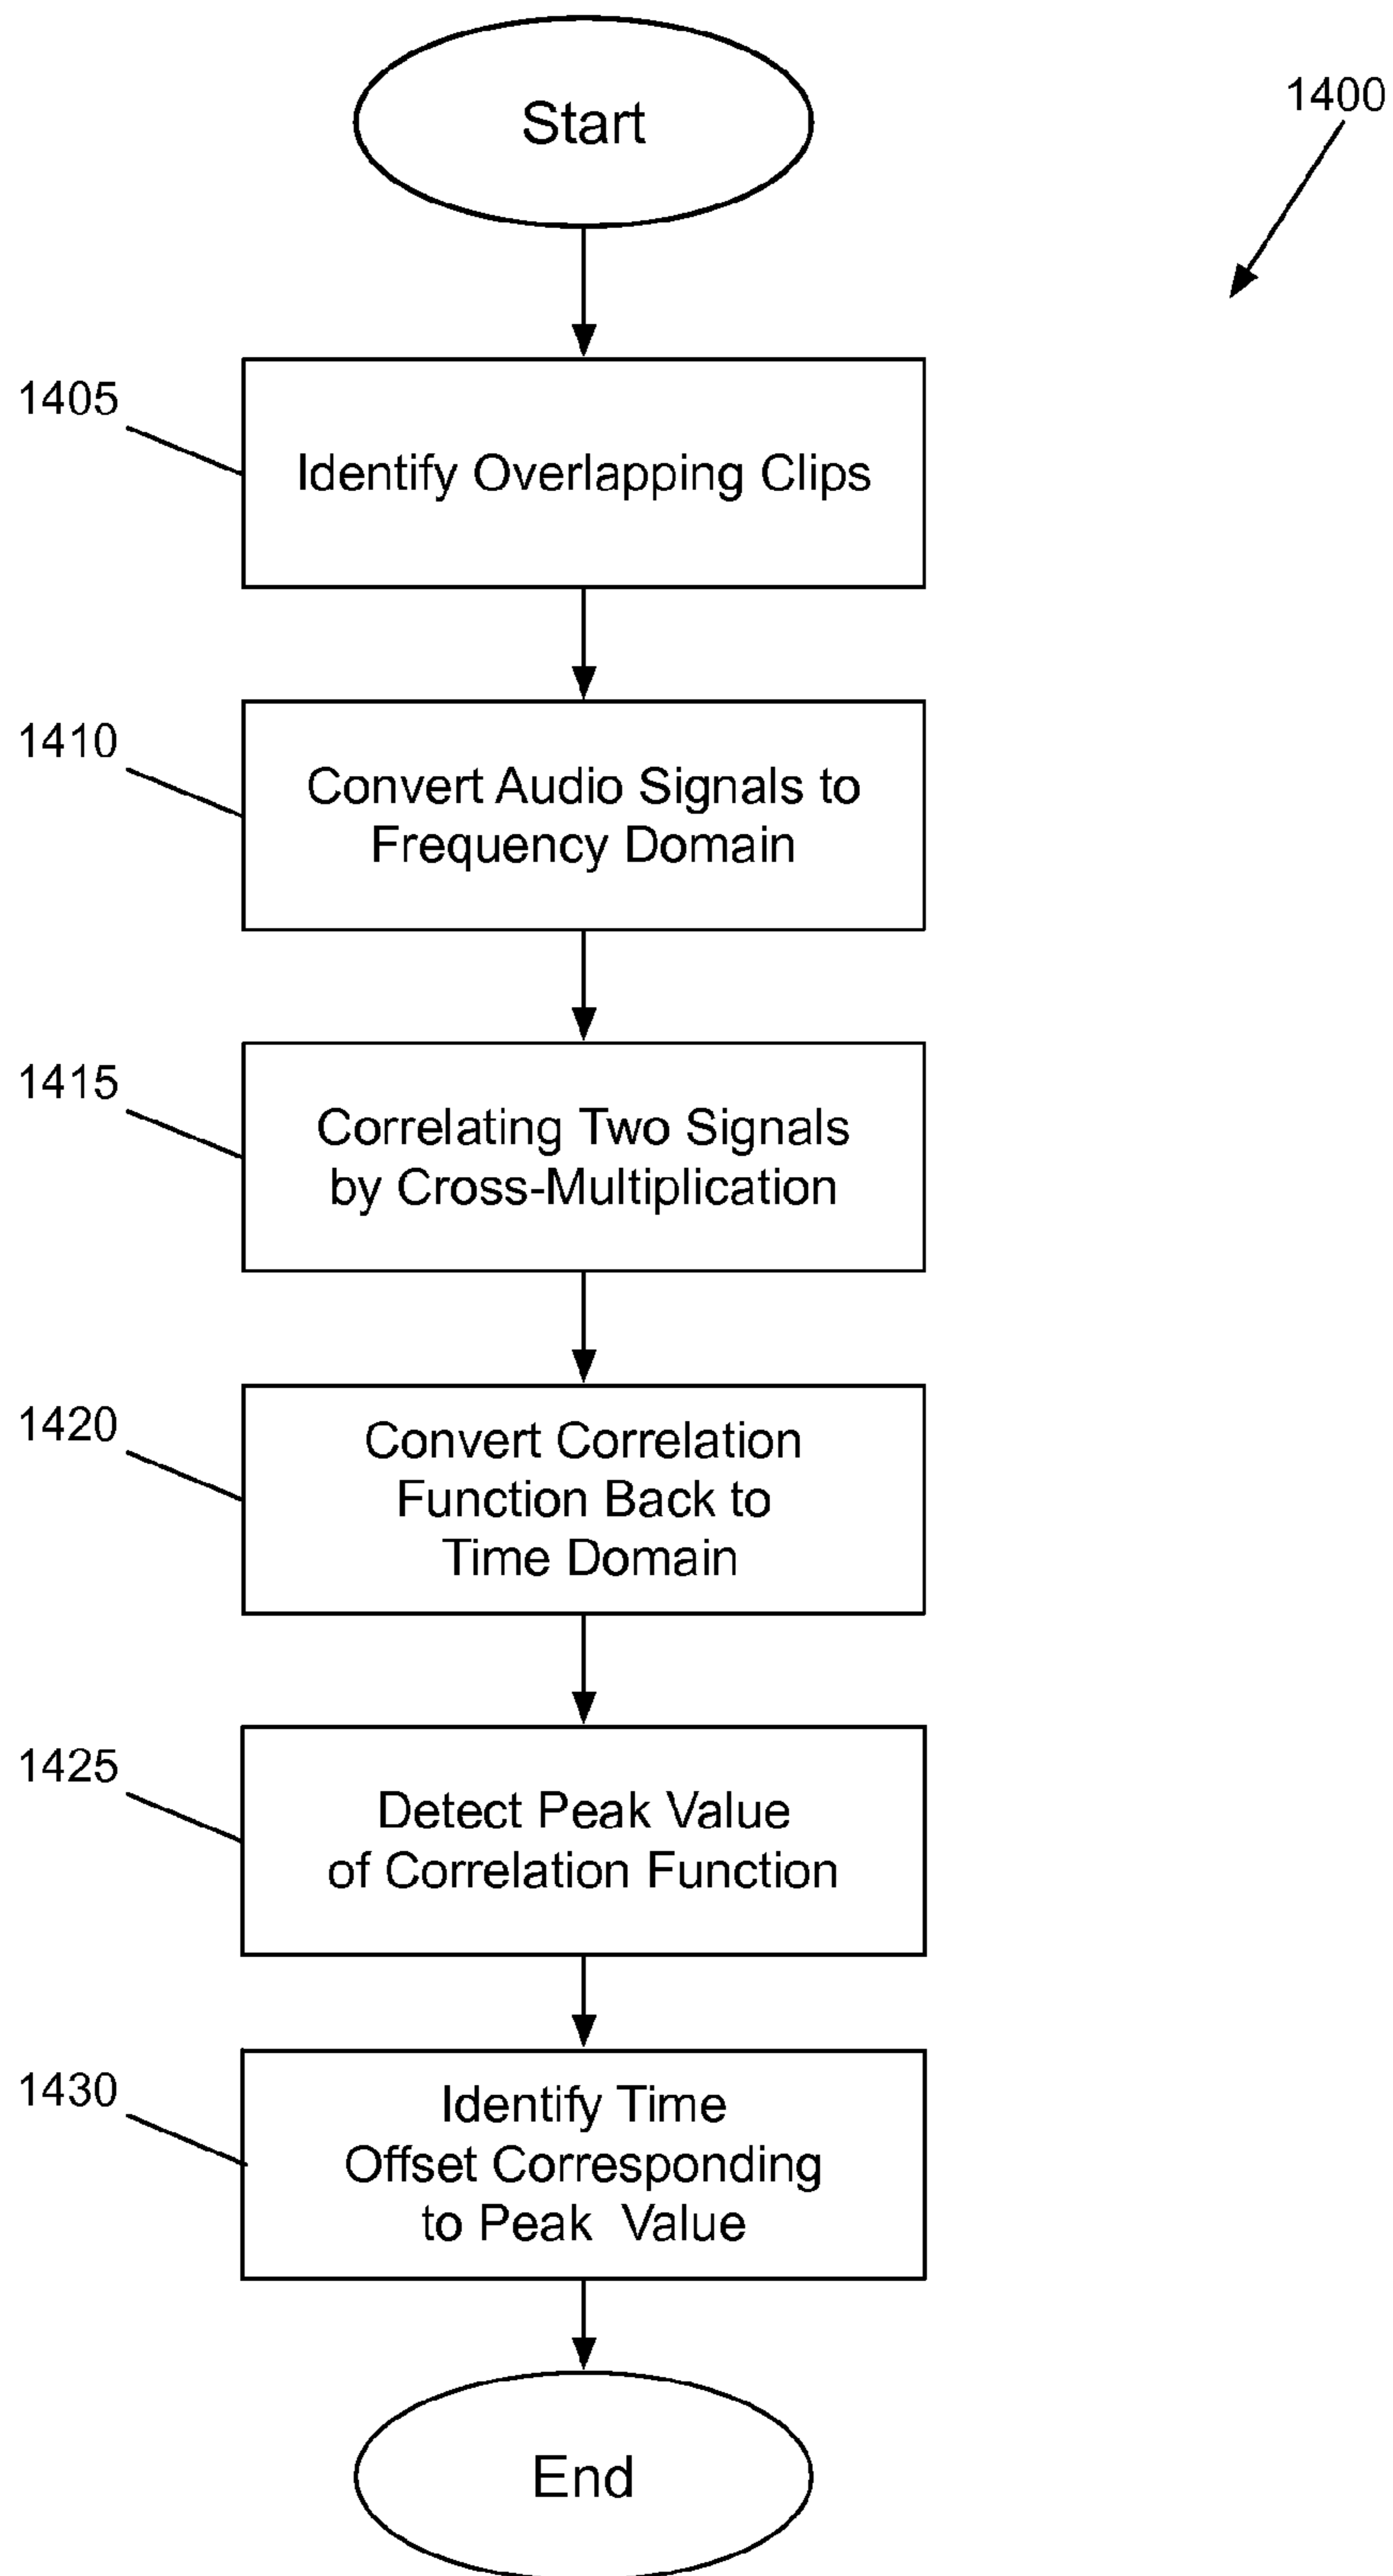 Start
1400
1405
Identify Overlapping Clips
1410
Convert Audio Signals to
Frequency Domain
1415
Correlating Two Signals
by Cross-Multiplication
1420
Convert Correlation
Function Back to
Time Domain
1425
Detect Peak Value
of Correlation Function
1430
Identify Time
Offset Corresponding
to Peak Value
End